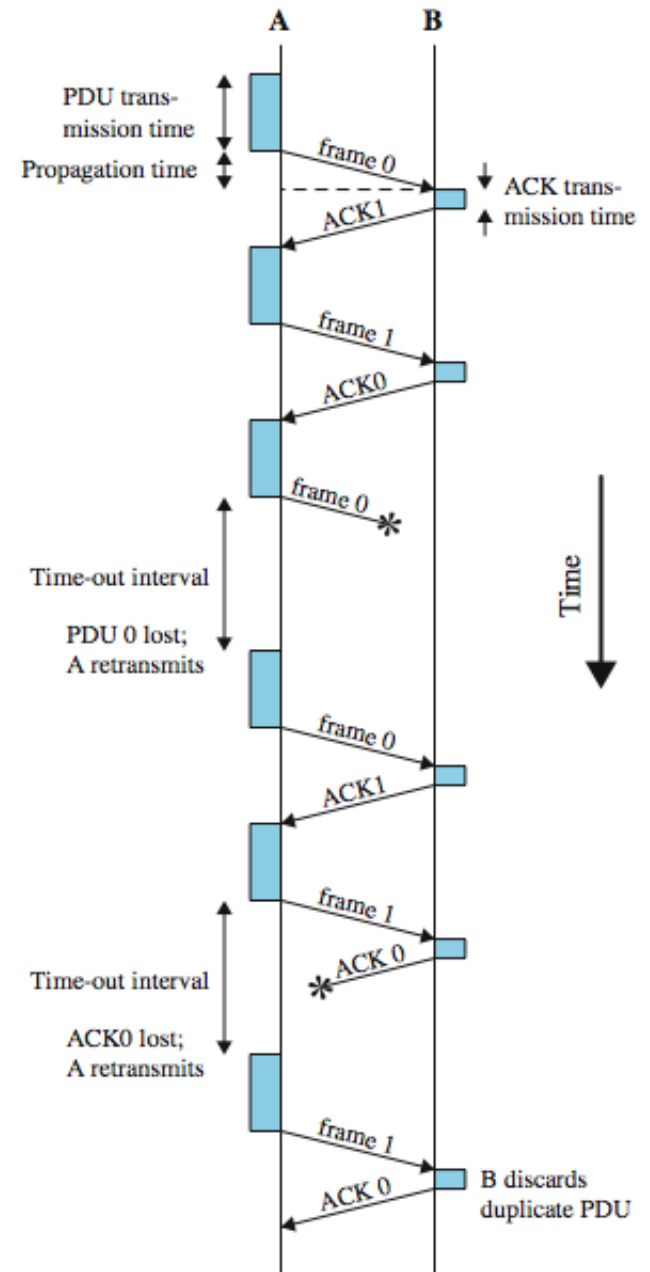 A
B
PDU trans-
mission time
Propagation time
frame 0
ACK trans-
mission time
ACK1
frame 1
ACK0
frame 0
*
Time-out interval
Time
PDU 0 lost;
A retransmits
frame 0
ACK1
frame 1
ACK 0
*
Time-out interval
ACK0 lost;
A retransmits
frame 1
ACK 0
B discards
duplicate PDU